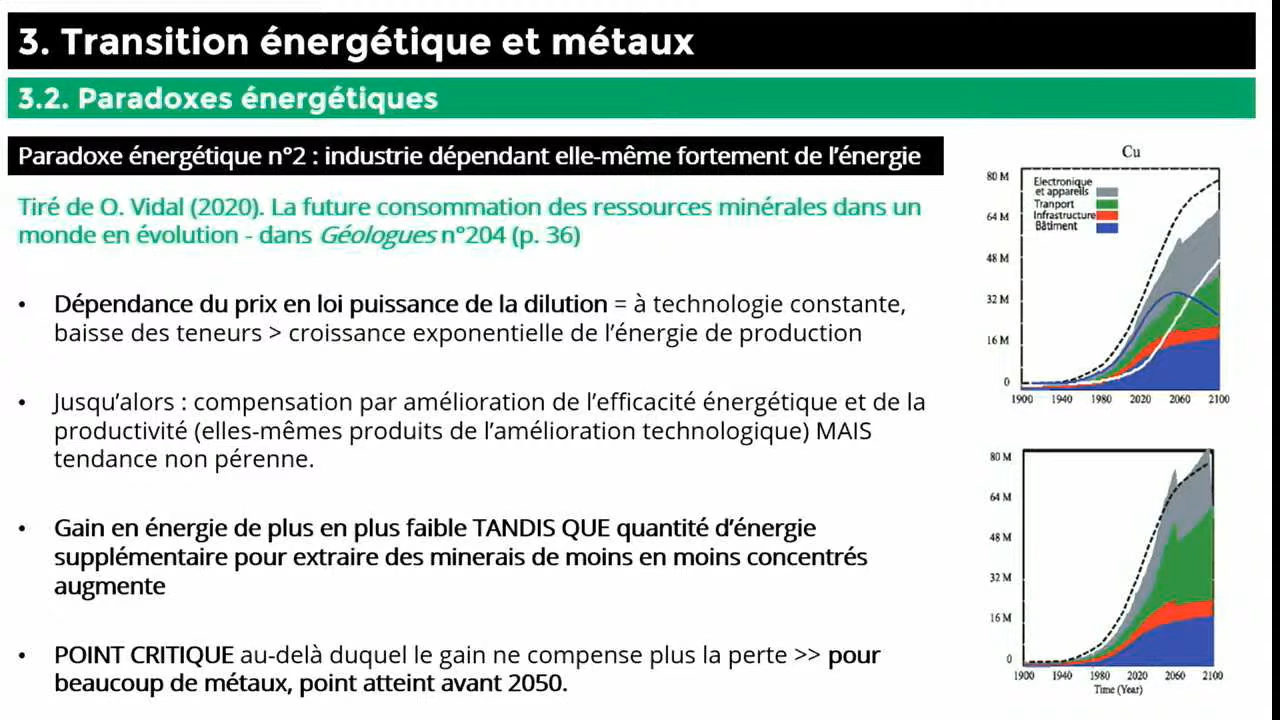 3. Transition énergétique et métaux
3.2. Paradoxes énergétiques
Paradoxe énergétique n°2 : industrie dépendant elle-même fortement de l'énergie
Tiré de O. Vidal (2020). La future consommation des ressources minérales dans un
monde en évolution - dans Géologues n°204 (p. 36)
• Dépendance du prix en loi puissance de la dilution = à technologie constante,
baisse des teneurs > croissance exponentielle de l'énergie de production
• Jusqu'alors : compensation par amélioration de l'efficacité énergétique et de la
productivité (elles-mêmes produits de l'amélioration technologique) MAIS
tendance non pérenne.
• Gain en énergie de plus en plus faible TANDIS QUE quantité d'énergie
supplémentaire pour extraire des minerais de moins en moins concentrés
augmente
• POINT CRITIQUE au-delà duquel le gain ne compense plus la perte >> pour
beaucoup de métaux, point atteint avant 2050.
Cu
80 M
64 M
48 M
32 M
16 M
0
Electronique
et appareils
Tranport
Infrastructure
Bâtiment
1900 1940 1980 2020 2060 2100
80 M
64 M
48 M
32 M
16 M
0
1900 1940 1980 2020 2060 2100
Time (Year)